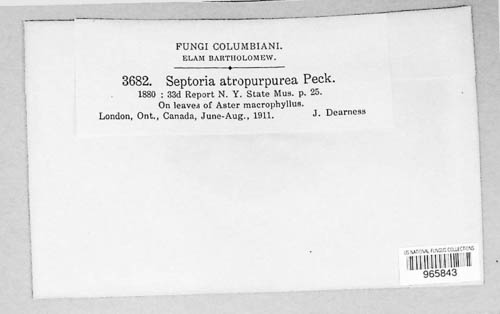 FUNGI COLUMBIANI.
ELAM BARTHOLOMEW.
3682. Septoria atropurpurea Peck.
1880 : 33d Report N. Y. State Mus. p. 25.
On leaves of Aster macrophyllus.
London, Ont., Canada, June-Aug., 1911. J. Dearness
US NATIONAL FUNGUS COLLECTIONS
965843